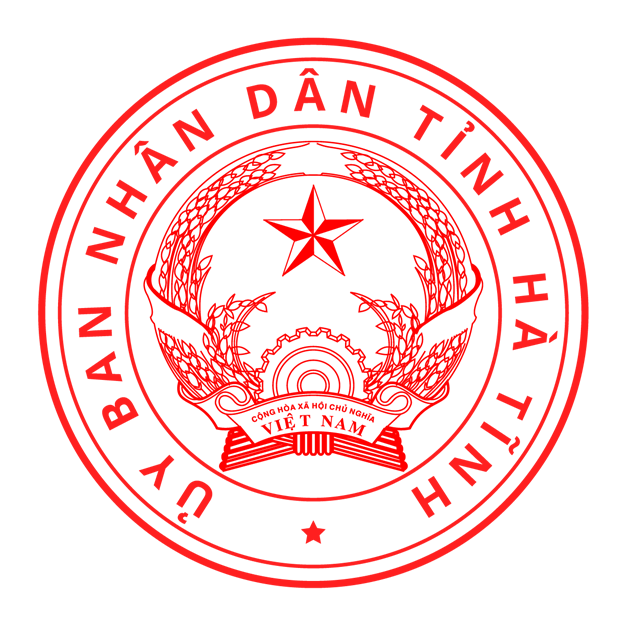 ỦY BAN NHÂN DÂN TỈNH HÀ TĨNH
CỘNG HÒA XÃ HỘI CHỦ NGHĨA
VIỆT NAM